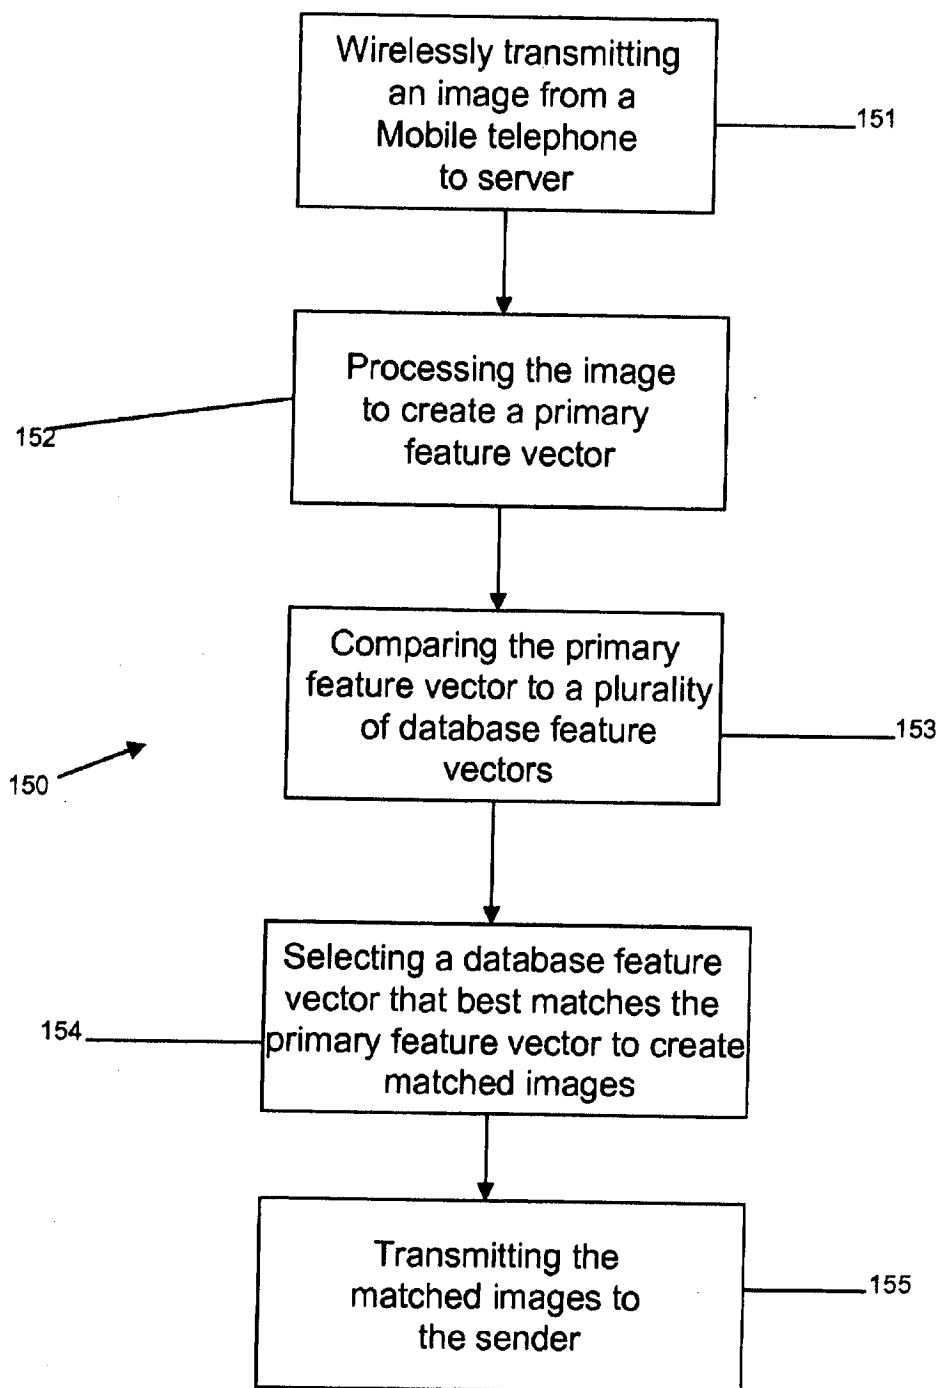 Wirelessly transmitting
an image from a
Mobile telephone
to server
151
Processing the image
to create a primary
feature vector
152
Comparing the primary
feature vector to a plurality
of database feature
vectors
153
150
Selecting a database feature
vector that best matches the
primary feature vector to create
matched images
154
Transmitting the
matched images to
the sender
155